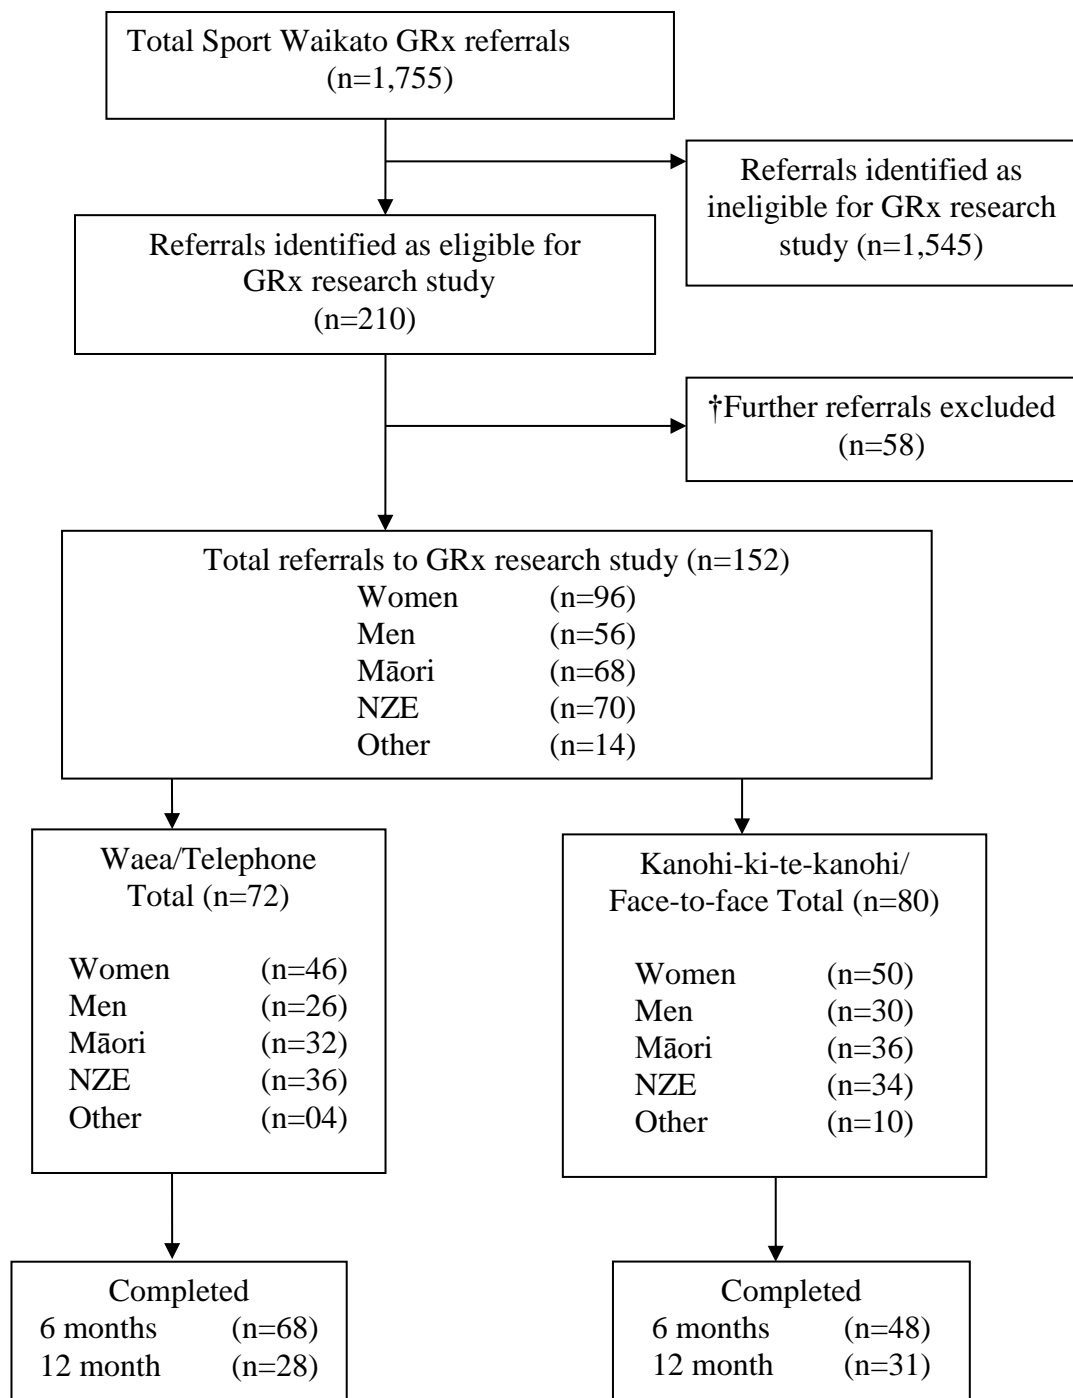 Total Sport Waikato GRx referrals
(n=1,755)
Referrals identified as
ineligible for GRx research
study (n=1,545)
Referrals identified as eligible for
GRx research study
(n=210)
†Further referrals excluded
(n=58)
Total referrals to GRx research study (n=152)
Women (n=96)
Men (n=56)
Māori (n=68)
NZE (n=70)
Other (n=14)
Waea/Telephone
Total (n=72)
Women (n=46)
Men (n=26)
Māori (n=32)
NZE (n=36)
Other (n=04)
Kanohi-ki-te-kanohi/
Face-to-face Total (n=80)
Women (n=50)
Men (n=30)
Māori (n=36)
NZE (n=34)
Other (n=10)
Completed
6 months (n=68)
12 month (n=28)
Completed
6 months (n=48)
12 month (n=31)